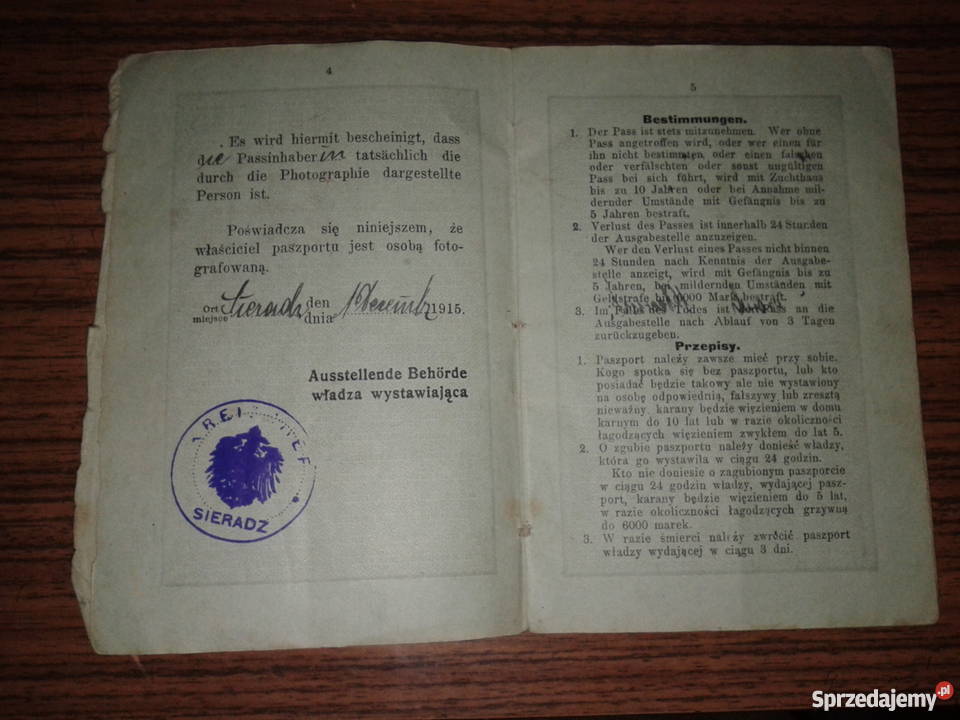 4
Es wird hiermit bescheinigt, dass
die Passinhaberin tatsächlich die
durch die Photographie dargestellte
Person ist.
Poświadcza się niniejszem, że
właściciel paszportu jest osobą foto-
grafowaną.
Ort
miejsce
Sieradz
den
dnia
1915.
Ausstellende Behörde
władza wystawiająca
SIERADZ
5
Bestimmungen.
1. Der Pass ist stets mitzunehmen. Wer ohne
Pass angetroffen wird, oder wer einen für
ihn nicht bestimmten oder einen falschen
oder verfälschten oder sonst ungültigen
Pass bei sich führt, wird mit Zuchthaus
bis zu 10 Jahren oder bei Annahme mil-
dernder Umstände mit Gefängnis bis zu
5 Jahren bestraft.
2. Verlust des Passes ist innerhalb 24 Stunden
der Ausgabestelle anzuzeigen.
Wer den Verlust eines Passes nicht binnen
24 Stunden nach Kenntnis der Ausgabe-
stelle anzeigt, wird mit Gefängnis bis zu
5 Jahren, bei mildernden Umständen mit
Geldstrafe bis 6000 Mark bestraft.
3. Im Falle des Todes ist der Pass an die
Ausgabestelle nach Ablauf von 3 Tagen
zurückzugeben.
Przepisy.
1. Paszport należy zawsze mieć przy sobie.
Kogo spotka się bez paszportu, lub kto
posiadać będzie takowy ale nie wystawiony
na osobę odpowiednią, fałszywy lub zresztą
nieważny, karany będzie więzieniem w domu
karnym do 10 lat lub w razie okoliczności
łagodzących więzieniem zwykłem do lat 5.
2. O zgubie paszportu należy donieść władzy,
która go wystawiła w ciągu 24 godzin.
Kto nie doniesie o zagubionym paszporcie
w ciągu 24 godzin władzy, wydającej pasz-
port, karany będzie więzieniem do 5 lat,
w razie okoliczności łagodzących grzywną
do 6000 marek.
3. W razie śmierci należy zwrócić paszport
władzy wydającej w ciągu 3 dni.
Sprzedajemy.pl